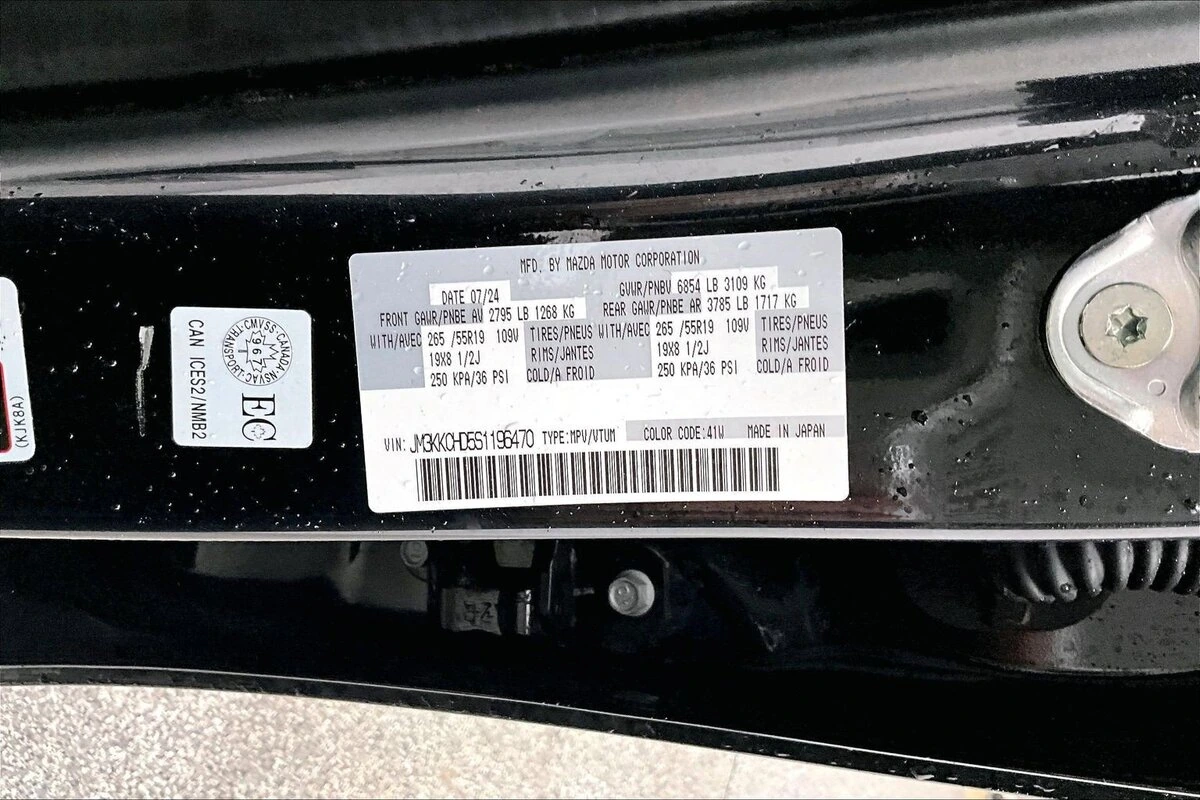 MFD. BY MAZDA MOTOR CORPORATION
DATE 07/24
GVWR/PNBV 6854 LB 3109 KG
FRONT GAWR/PNBE AV 2795 LB 1268 KG
REAR GAWR/PNBE AR 3785 LB 1717 KG
WITH/AVEC 265 /55R19 109V TIRES/PNEUS
19X8 1/2J RIMS/JANTES
250 KPA/36 PSI COLD/A FROID
WITH/AVEC 265 /55R19 109V TIRES/PNEUS
19X8 1/2J RIMS/JANTES
250 KPA/36 PSI COLD/A FROID
VIN: JM3KKCHD5S1196470 TYPE:MPV/VTUM COLOR CODE:41W MADE IN JAPAN
CAN ICES2/NMB2
EC
(KJK8A)